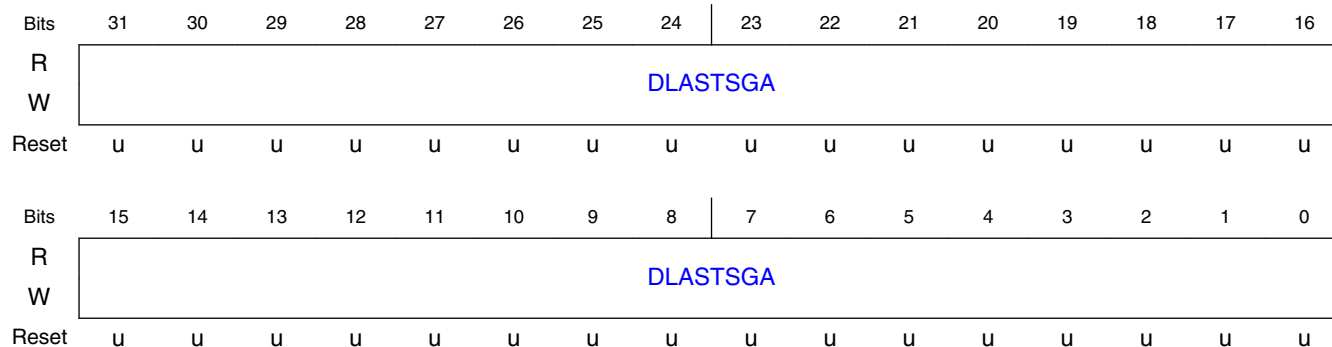 Bits 31 30 29 28 27 26 25 24 23 22 21 20 19 18 17 16
R
DLASTSGA
W
Reset u u u u u u u u u u u u u u u u
Bits 15 14 13 12 11 10 9 8 7 6 5 4 3 2 1 0
R
DLASTSGA
W
Reset u u u u u u u u u u u u u u u u